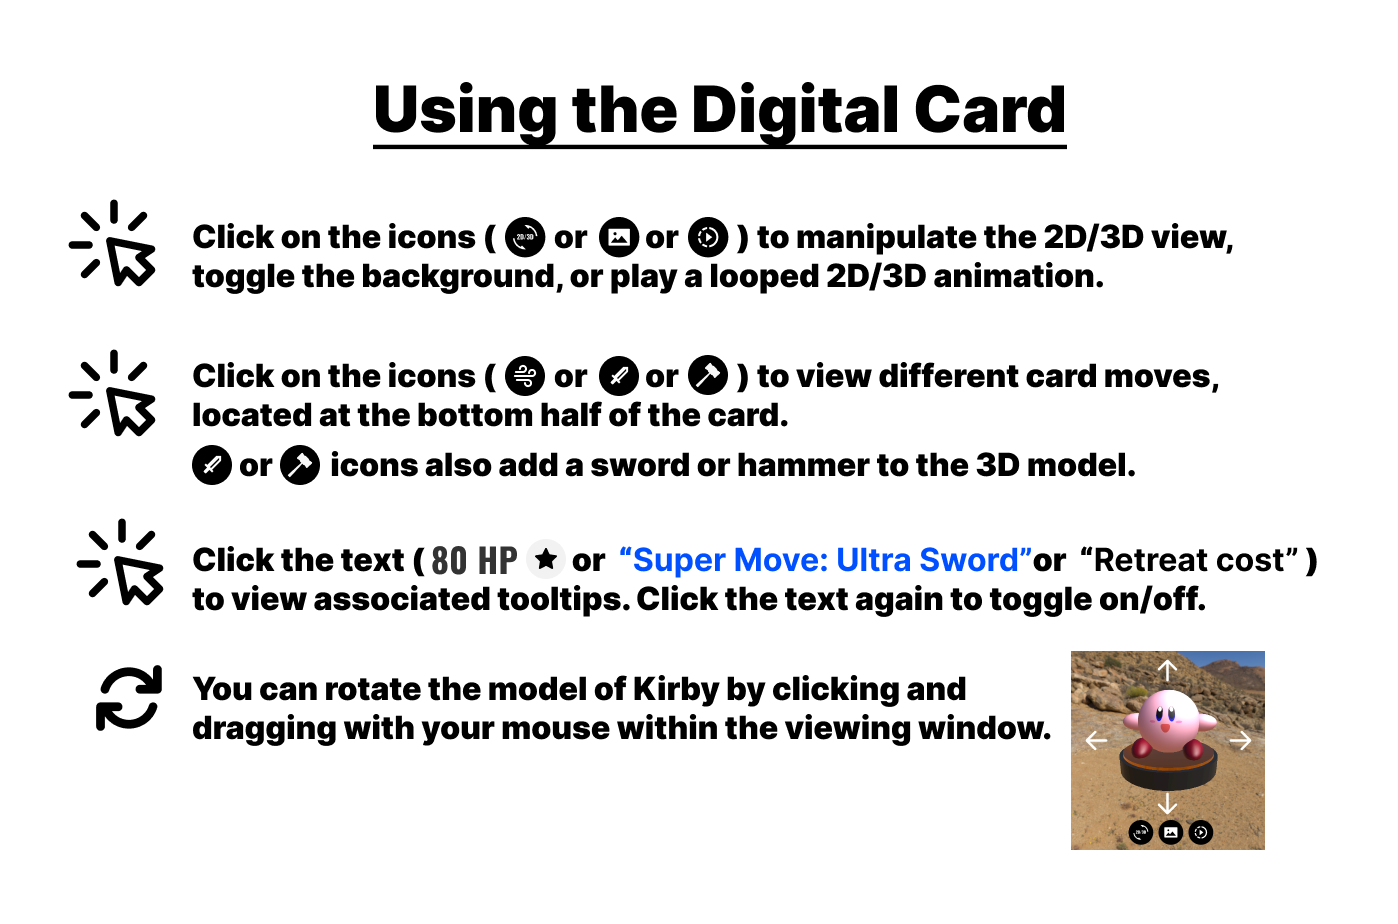 Using the Digital Card
Click on the icons ( 2D/3D or or ) to manipulate the 2D/3D view,
toggle the background, or play a looped 2D/3D animation.
Click on the icons ( or or ) to view different card moves,
located at the bottom half of the card.
or icons also add a sword or hammer to the 3D model.
Click the text ( 80 HP or “Super Move: Ultra Sword”or “Retreat cost” )
to view associated tooltips. Click the text again to toggle on/off.
You can rotate the model of Kirby by clicking and
dragging with your mouse within the viewing window.
2D/3D